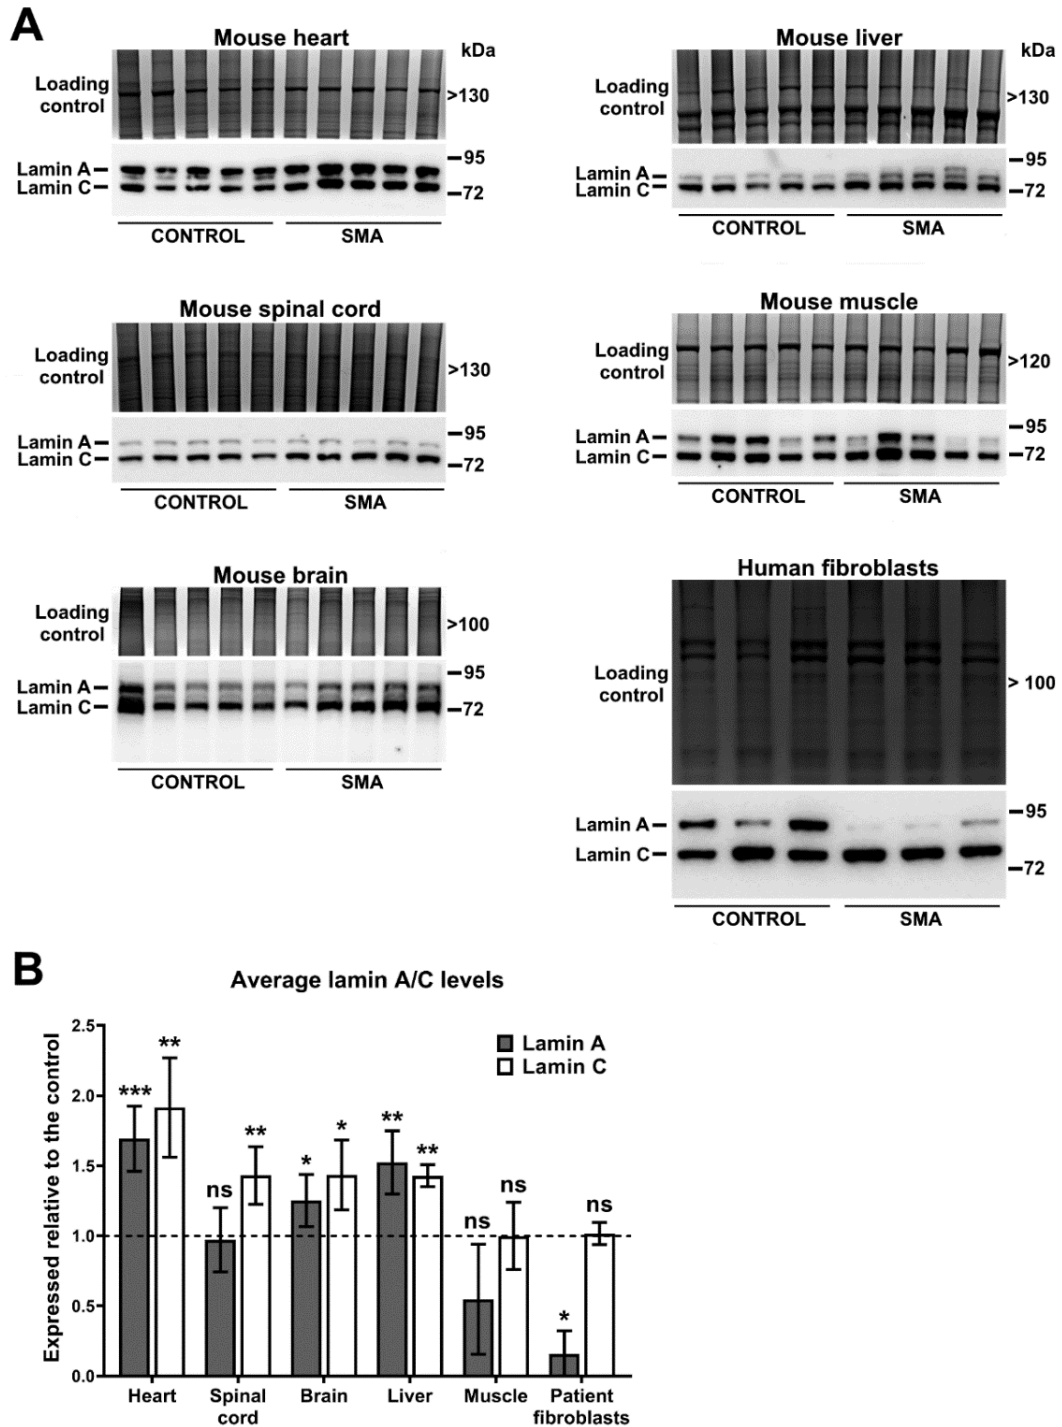 A
Mouse heart
kDa
Loading
control
>130
Lamin A
Lamin C
95
72
CONTROL
SMA
Mouse liver
kDa
Loading
control
>130
Lamin A
Lamin C
95
72
CONTROL
SMA
Mouse spinal cord
Loading
control
>130
Lamin A
Lamin C
95
72
CONTROL
SMA
Mouse muscle
Loading
control
>120
Lamin A
Lamin C
95
72
CONTROL
SMA
Mouse brain
Loading
control
>100
Lamin A
Lamin C
95
72
CONTROL
SMA
Human fibroblasts
Loading
control
> 100
Lamin A
Lamin C
95
72
CONTROL
SMA
B
Average lamin A/C levels
Expressed relative to the control
2.5
2.0
1.5
1.0
0.5
0.0
Lamin A
Lamin C
***
**
ns
**
*
*
**
**
ns
ns
*
ns
Heart
Spinal
cord
Brain
Liver
Muscle
Patient
fibroblasts